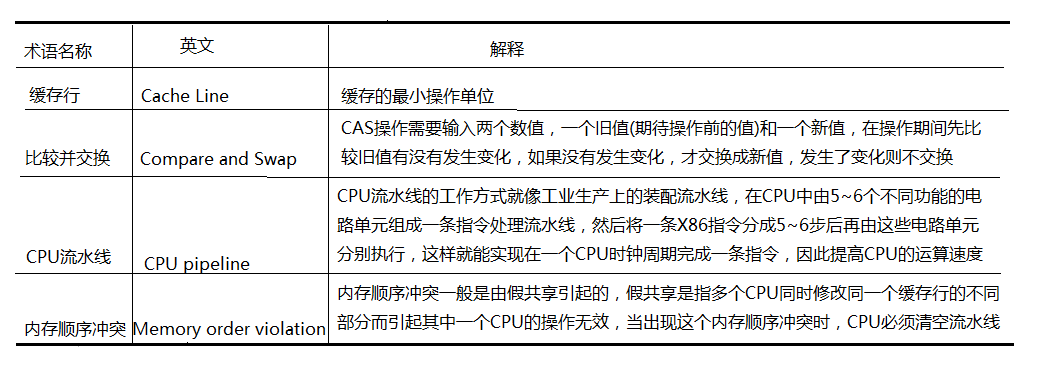 术语名称 英文 解释
缓存行 Cache Line 缓存的最小操作单位
CAS操作需要输入两个数值，一个旧值(期待操作前的值)和一个新值，在操作期间先比
比较并交换 Compare and Swap 较旧值有没有发生变化，如果没有发生变化，才交换成新值，发生了变化则不交换
CPU流水线的工作方式就像工业生产上的装配流水线，在CPU中由5~6个不同功能的电
路单元组成一条指令处理流水线，然后将一条X86指令分成5~6步后再由这些电路单元
CPU流水线 CPU pipeline 分别执行，这样就能实现在一个CPU时钟周期完成一条指令，因此提高CPU的运算速度
内存顺序冲突一般是由假共享引起的，假共享是指多个CPU同时修改同一个缓存行的不同
内存顺序冲突 Memory order violation 部分而引起其中一个CPU的操作无效，当出现这个内存顺序冲突时，CPU必须清空流水线